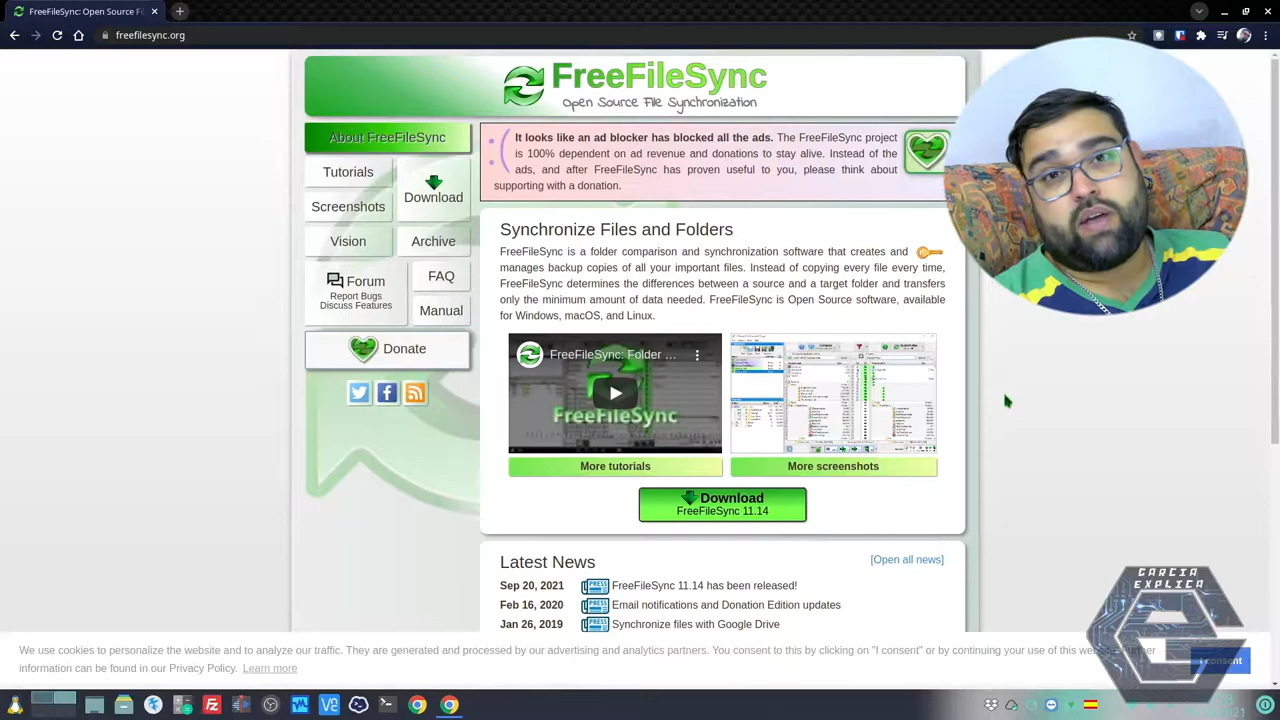 FreeFileSync: Open Source Fil
freefilesync.org
FreeFileSync
Open Source File Synchronization
About FreeFileSync
Tutorials
Download
Screenshots
Vision
Archive
Forum
Report Bugs
Discuss Features
FAQ
Manual
Donate
It looks like an ad blocker has blocked all the ads. The FreeFileSync project
is 100% dependent on ad revenue and donations to stay alive. Instead of the
ads, and after FreeFileSync has proven useful to you, please think about
supporting with a donation.
Synchronize Files and Folders
FreeFileSync is a folder comparison and synchronization software that creates and
manages backup copies of all your important files. Instead of copying every file every time,
FreeFileSync determines the differences between a source and a target folder and transfers
only the minimum amount of data needed. FreeFileSync is Open Source software, available
for Windows, macOS, and Linux.
FreeFileSync: Folder ...
FreeFileSync
More tutorials
More screenshots
Download
FreeFileSync 11.14
Latest News
[Open all news]
Sep 20, 2021 PRESS FreeFileSync 11.14 has been released!
Feb 16, 2020 PRESS Email notifications and Donation Edition updates
Jan 26, 2019 PRESS Synchronize files with Google Drive
We use cookies to personalize the website and to analyze our traffic. They are generated and processed by our advertising and analytics partners. You consent to this by clicking on "I consent" or by continuing your use of this website. Further
information can be found in our Privacy Policy. Learn more
I consent
GARCIA
EXPLICA